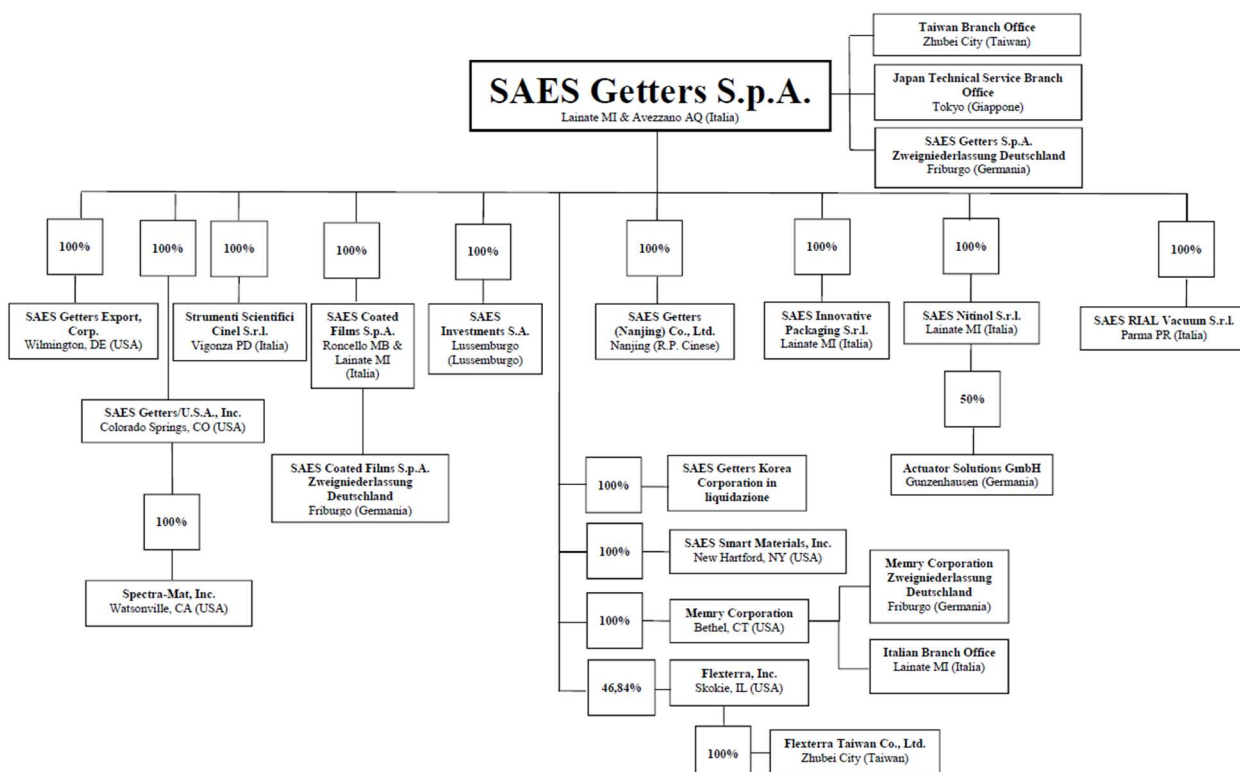 SAES Getters S.p.A.
Lainate MI & Avezzano AQ (Italia)
Taiwan Branch Office
Zhubei City (Taiwan)
Japan Technical Service Branch
Office
Tokyo (Giappone)
SAES Getters S.p.A.
Zweigniederlassung Deutschland
Friburgo (Germania)
100%
100%
100%
100%
100%
100%
100%
100%
100%
SAES Getters Export,
Corp.
Wilmington, DE (USA)
Strumenti Scientifici
Cinel S.r.l.
Vigonza PD (Italia)
SAES Coated
Films S.p.A.
Roncello MB &
Lainate MI
(Italia)
SAES
Investments S.A.
Lussemburgo
(Lussemburgo)
SAES Getters
(Nanjing) Co., Ltd.
Nanjing (R.P. Cinese)
SAES Innovative
Packaging S.r.l.
Lainate MI (Italia)
SAES Nitinol S.r.l.
Lainate MI (Italia)
SAES RIAL Vacuum S.r.l.
Parma PR (Italia)
SAES Getters/U.S.A., Inc.
Colorado Springs, CO (USA)
50%
SAES Coated Films S.p.A.
Zweigniederlassung
Deutschland
Friburgo (Germania)
100%
SAES Getters Korea
Corporation in
liquidazione
Actuator Solutions GmbH
Gunzenhausen (Germania)
100%
Spectra-Mat, Inc.
Watsonville, CA (USA)
100%
SAES Smart Materials, Inc.
New Hartford, NY (USA)
100%
Memry Corporation
Bethel, CT (USA)
Memry Corporation
Zweigniederlassung
Deutschland
Friburgo (Germania)
Italian Branch Office
Lainate MI (Italia)
46,84%
Flexterra, Inc.
Skokie, IL (USA)
100%
Flexterra Taiwan Co., Ltd.
Zhubei City (Taiwan)